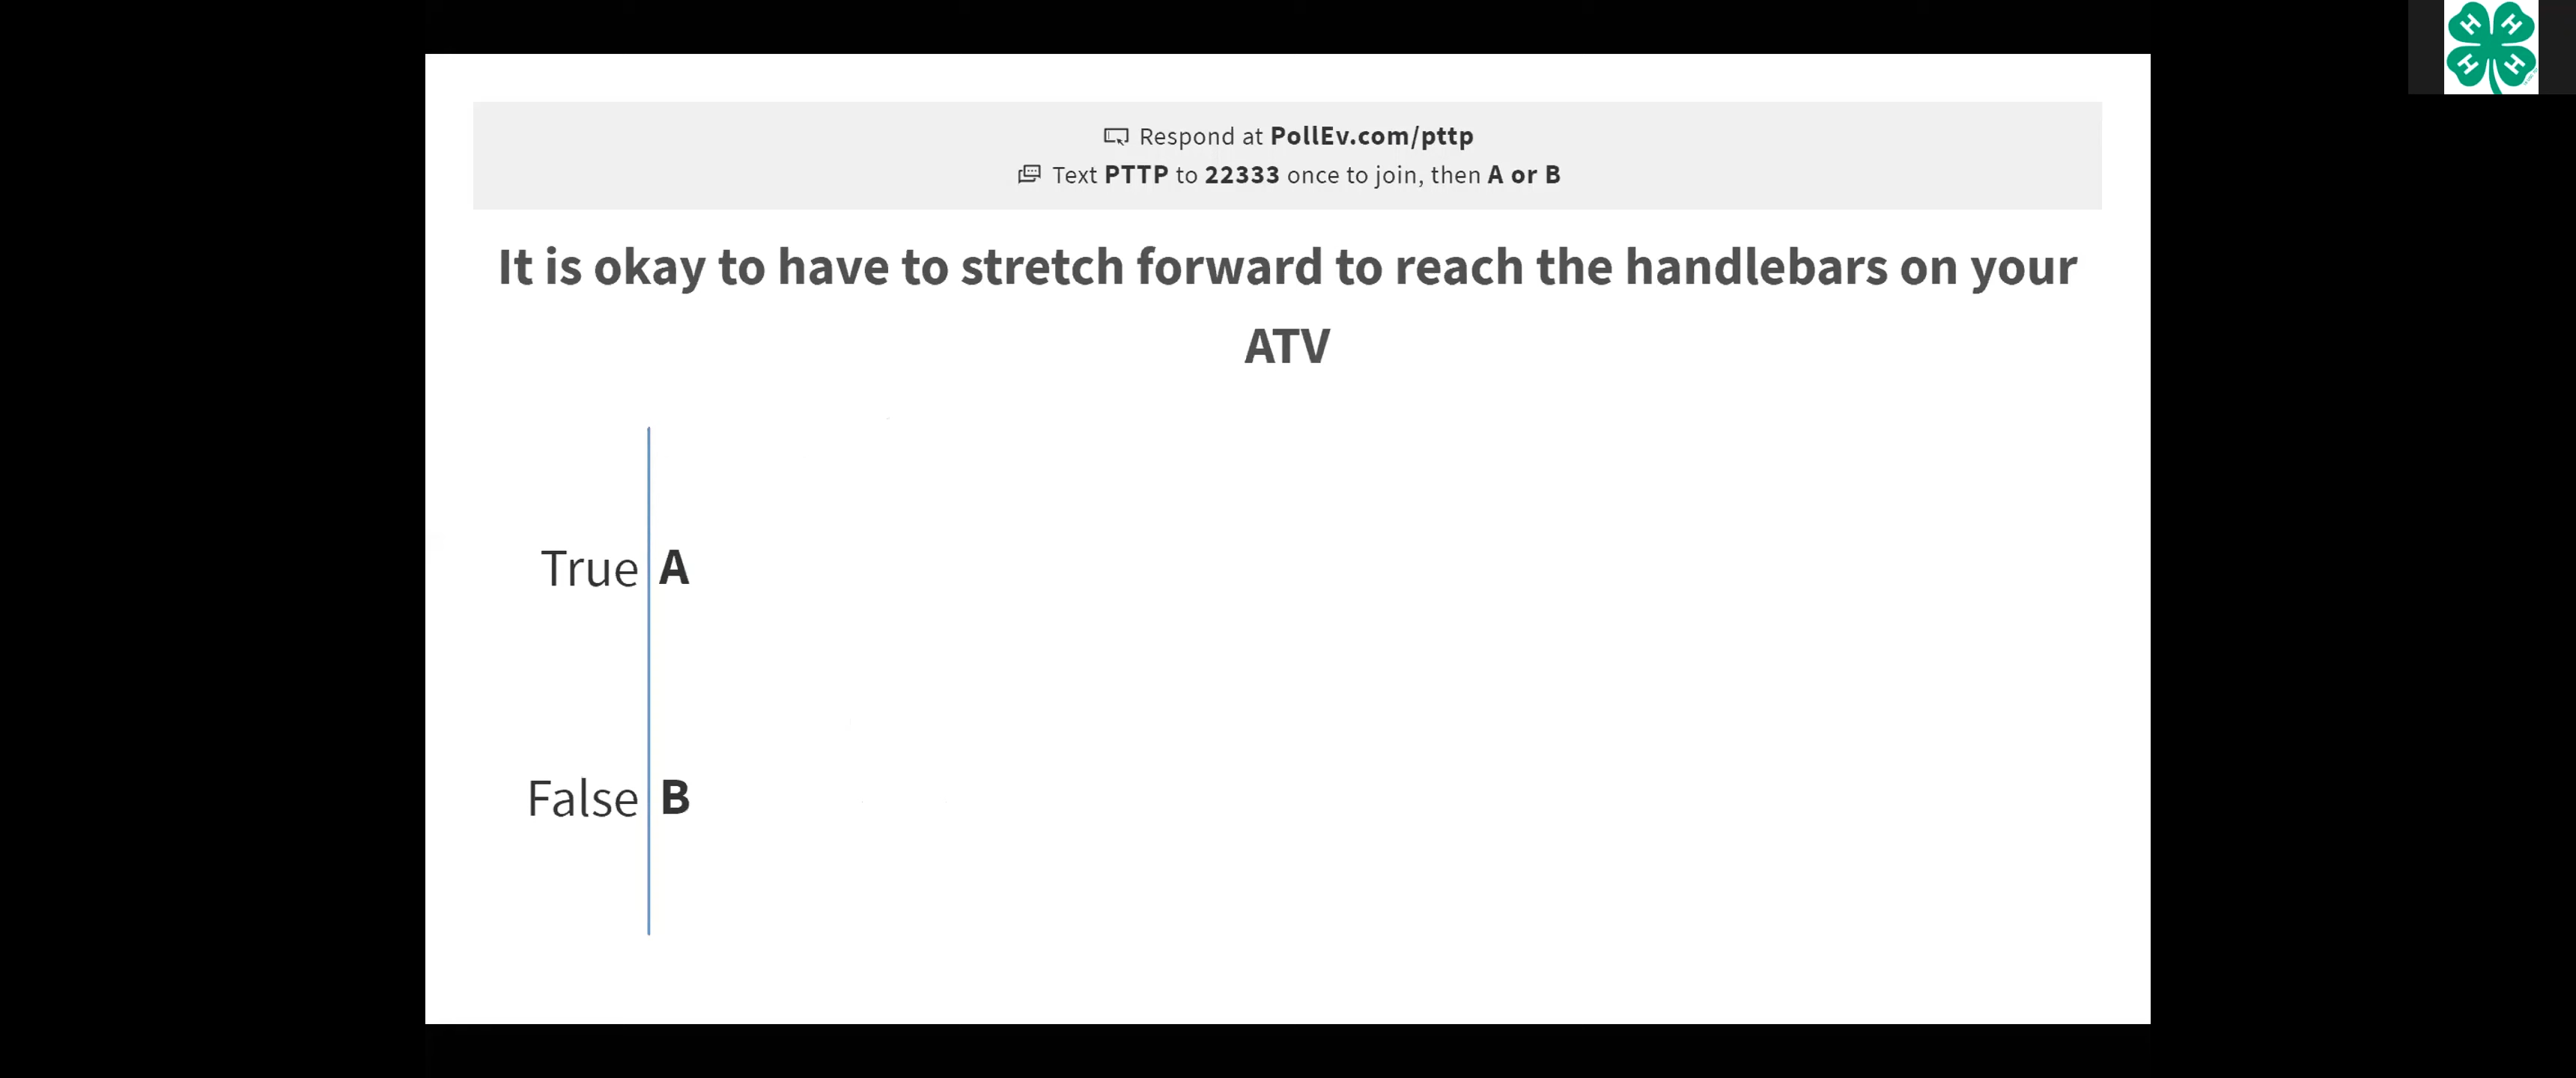 Respond at PollEv.com/pttp
Text PTTP to 22333 once to join, then A or B
It is okay to have to stretch forward to reach the handlebars on your
ATV
True A
False B
H H
H H